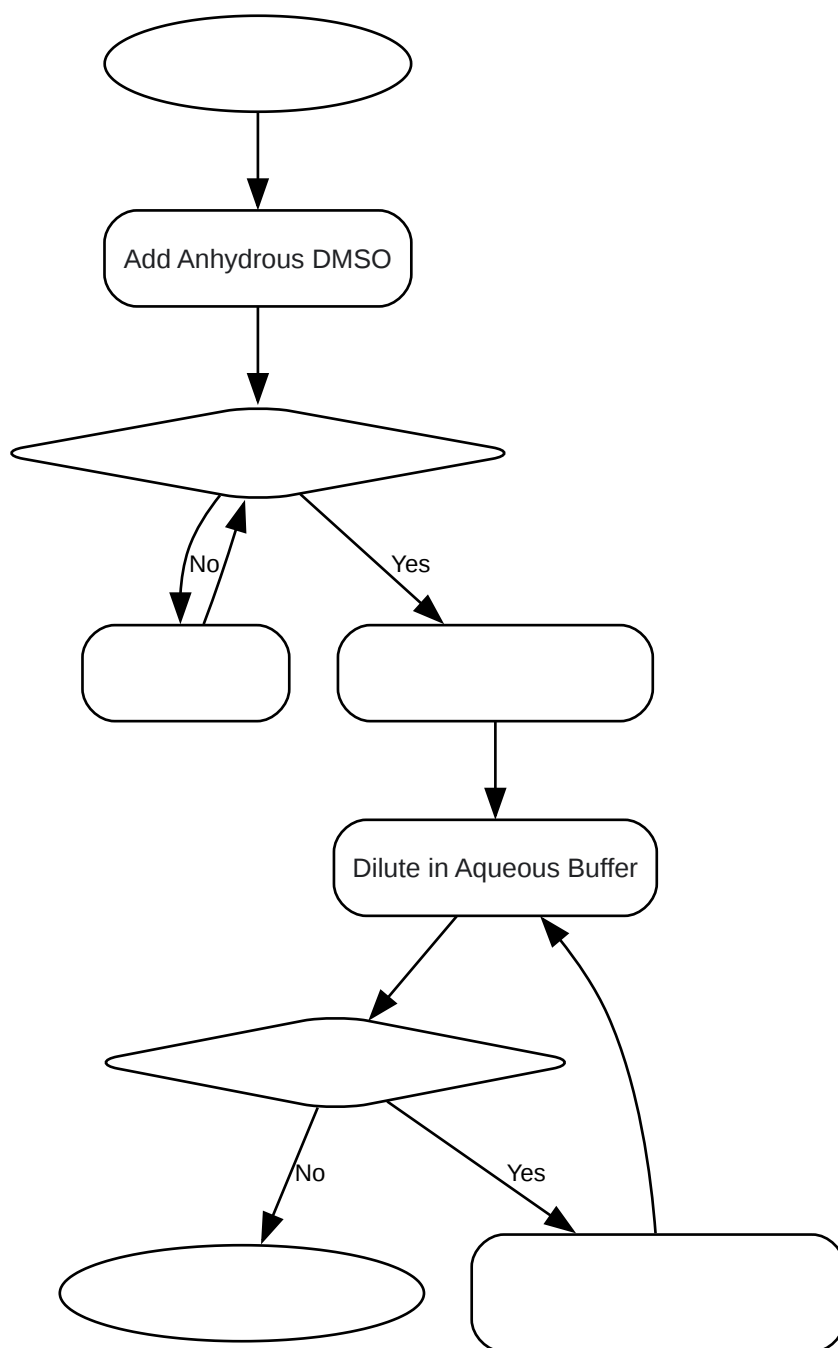 Add Anhydrous DMSO
No
Yes
Dilute in Aqueous Buffer
No
Yes